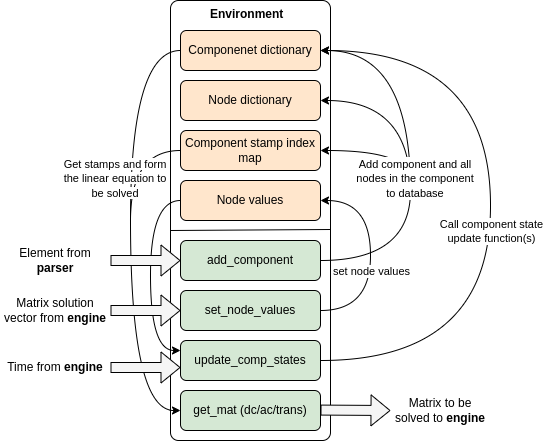 Environment
Componenet dictionary
Node dictionary
Component stamp index
map
Node values
Get stamps and form
the linear equation to
be solved
Add component and all
nodes in the component
to database
Call component state
update function(s)
set node values
Element from
parser
add_component
Matrix solution
vector from engine
set_node_values
Time from engine
update_comp_states
get_mat (dc/ac/trans)
Matrix to be
solved to engine